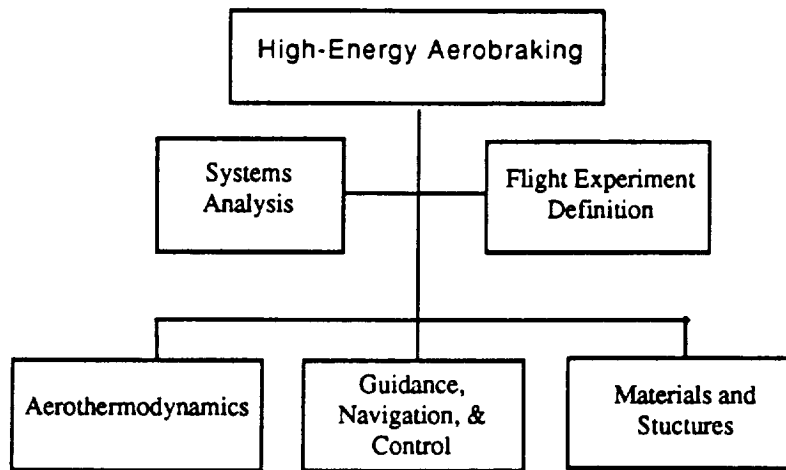 High-Energy Aerobraking
Systems
Analysis
Flight Experiment
Definition
Aerothermodynamics
Guidance,
Navigation, &
Control
Materials and
Stuctures